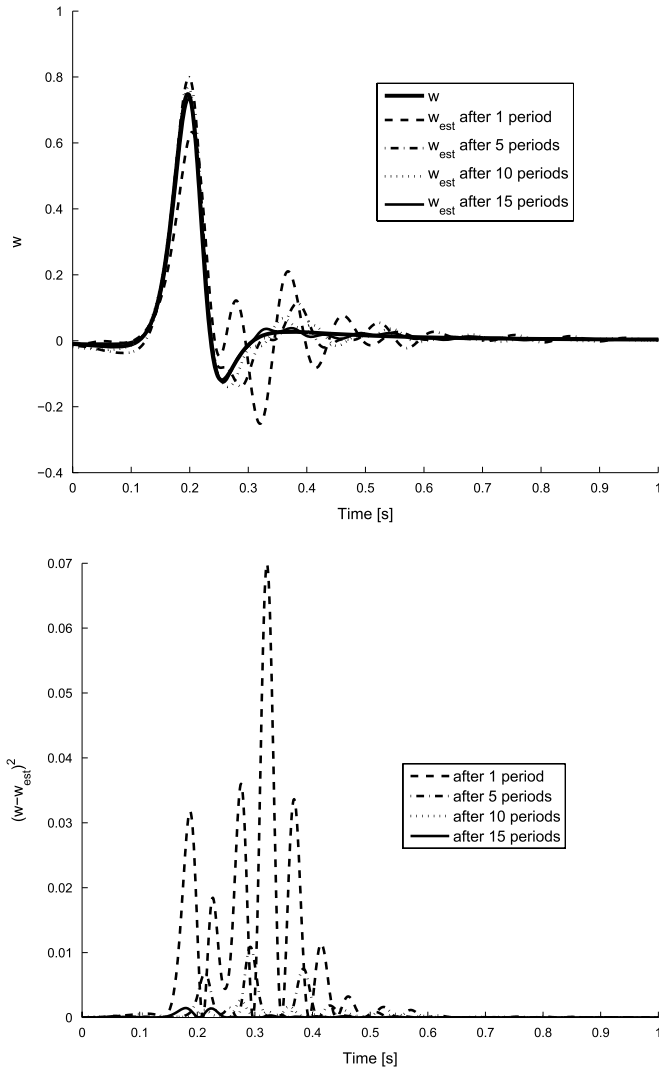 1
0.8
0.6
0.4
0.2
0
−0.2
−0.4
w
0 0.1 0.2 0.3 0.4 0.5 0.6 0.7 0.8 0.9 1
Time [s]
w
w_est after 1 period
w_est after 5 periods
w_est after 10 periods
w_est after 15 periods
0.07
0.06
0.05
0.04
0.03
0.02
0.01
0
(w−w_est)^2
0 0.1 0.2 0.3 0.4 0.5 0.6 0.7 0.8 0.9 1
Time [s]
after 1 period
after 5 periods
after 10 periods
after 15 periods